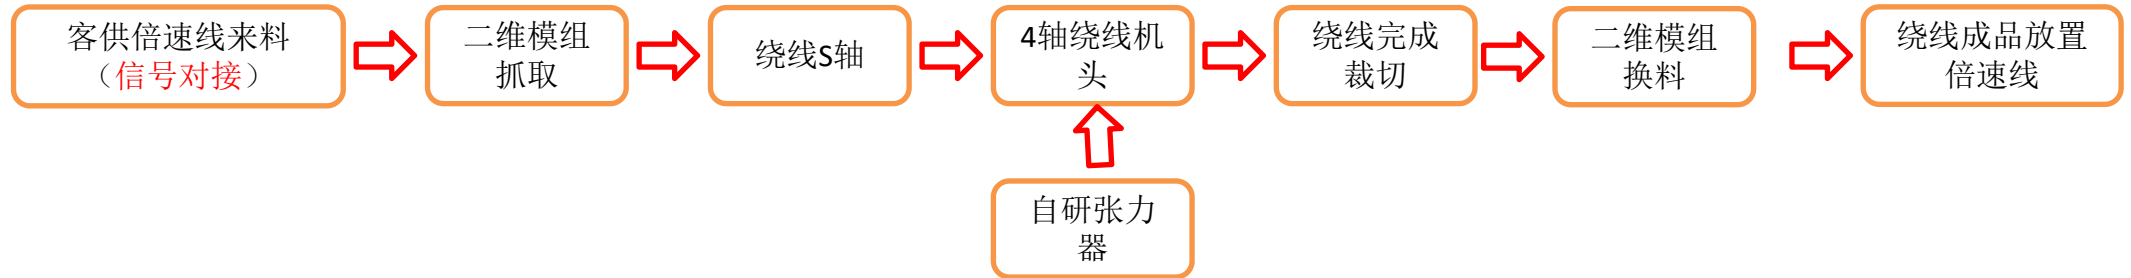 客供倍速线来料
（信号对接）
二维模组
抓取
绕线S轴
4轴绕线机
头
绕线完成
裁切
二维模组
换料
绕线成品放置
倍速线
自研张力
器